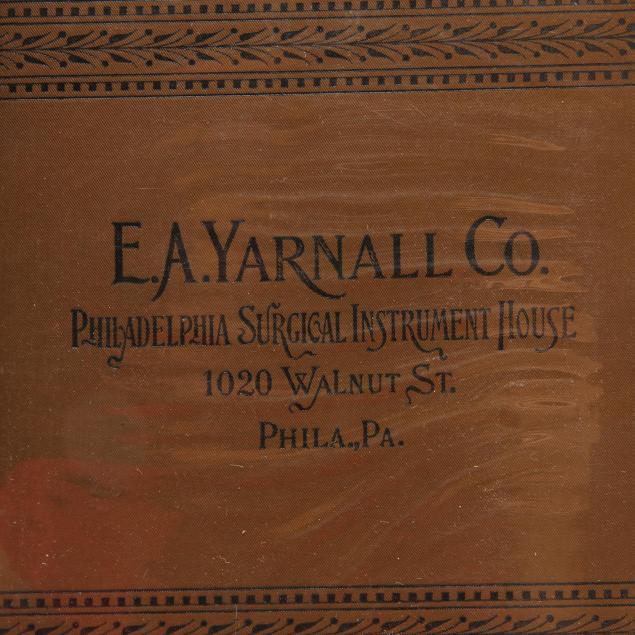 E.A. YARNALL CO.
PHILADELPHIA SURGICAL INSTRUMENT HOUSE
1020 WALNUT ST.
PHILA., PA.